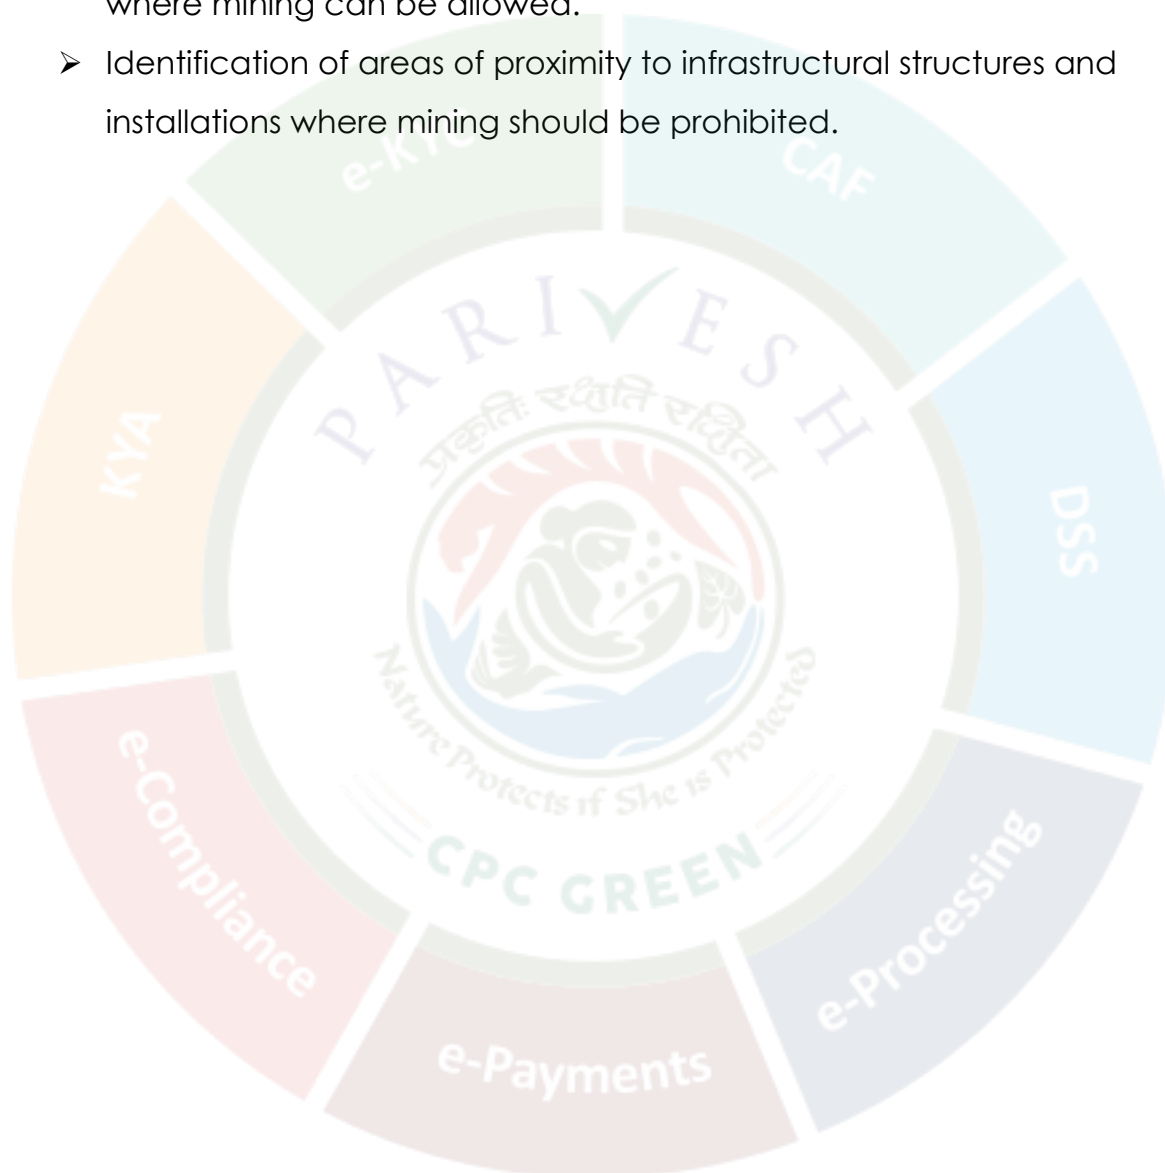 where mining can be allowed.
➢ Identification of areas of proximity to infrastructural structures and
installations where mining should be prohibited.
e-KYC
CAF
KYA
DSS
PARIVESH
प्रकृतिः रक्षति रक्षिता
Nature Protects if She is Protected
CPC GREEN
e-Compliance
e-Processing
e-Payments